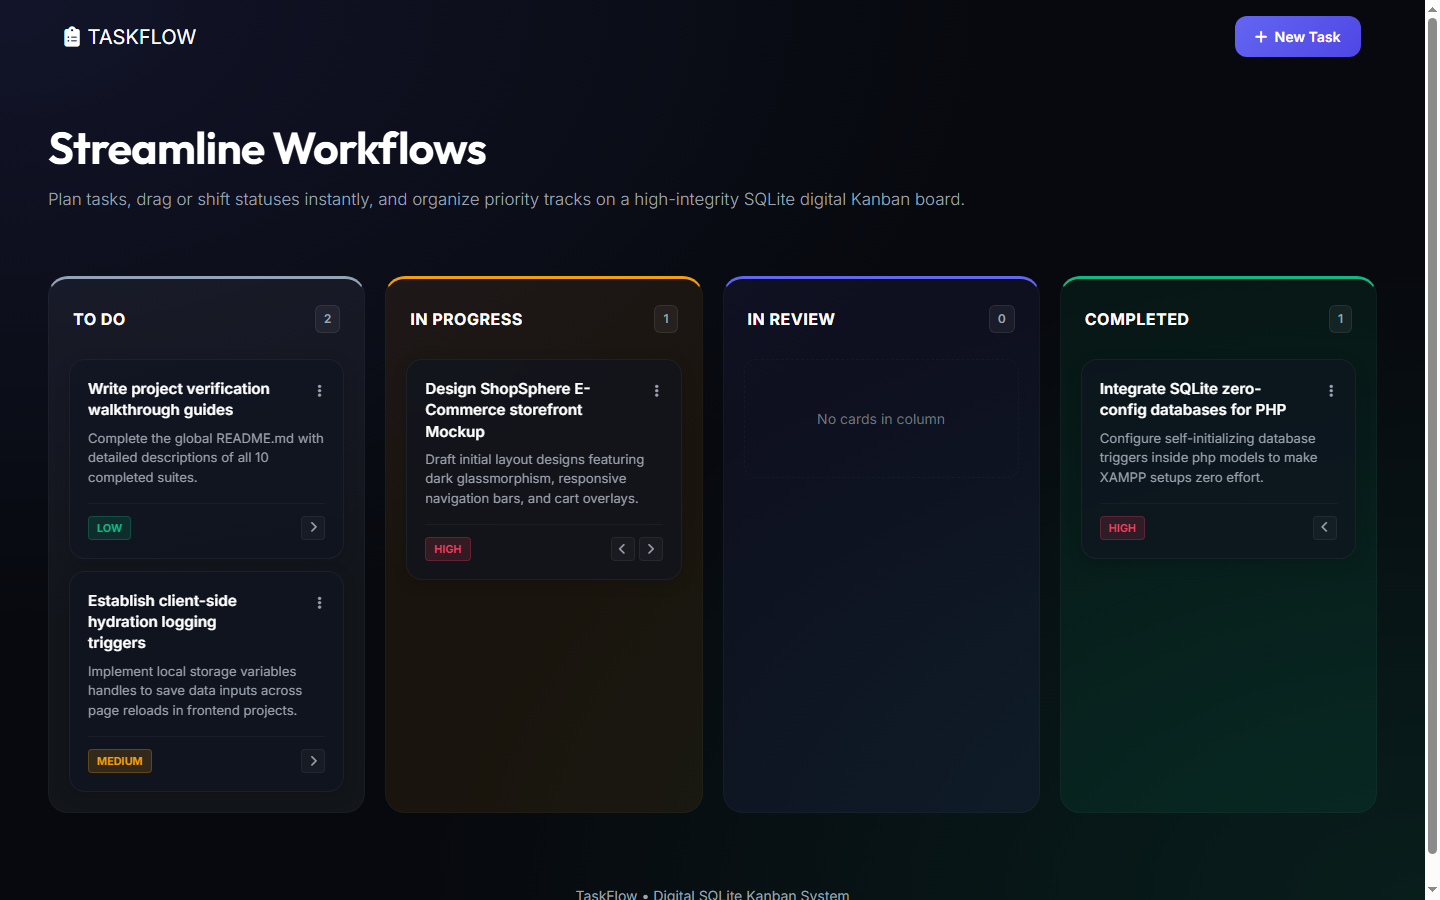 TASKFLOW
New Task
Streamline Workflows
Plan tasks, drag or shift statuses instantly, and organize priority tracks on a high-integrity SQLite digital Kanban board.
TO DO
2
Write project verification
walkthrough guides
Complete the global README.md with
detailed descriptions of all 10
completed suites.
LOW
Establish client-side
hydration logging
triggers
Implement local storage variables
handles to save data inputs across
page reloads in frontend projects.
MEDIUM
IN PROGRESS
1
Design ShopSphere E-
Commerce storefront
Mockup
Draft initial layout designs featuring
dark glassmorphism, responsive
navigation bars, and cart overlays.
HIGH
IN REVIEW
0
No cards in column
COMPLETED
1
Integrate SQLite zero-
config databases for PHP
Configure self-initializing database
triggers inside php models to make
XAMPP setups zero effort.
HIGH
TaskFlow • Digital SQLite Kanban System